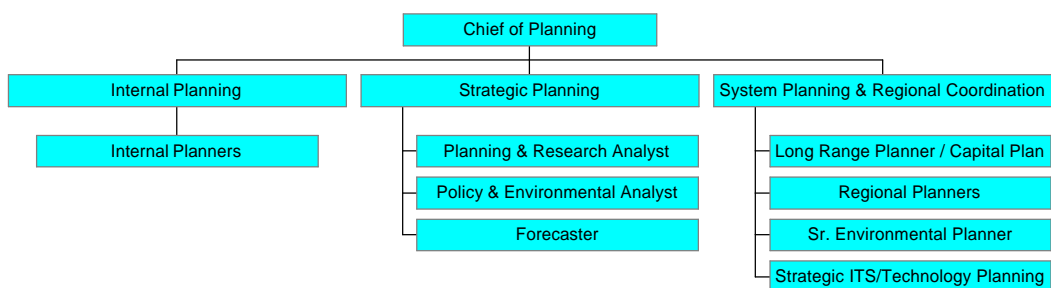 Chief of Planning
Internal Planning
Strategic Planning
System Planning & Regional Coordination
Internal Planners
Planning & Research Analyst
Long Range Planner / Capital Plan
Policy & Environmental Analyst
Regional Planners
Forecaster
Sr. Environmental Planner
Strategic ITS/Technology Planning